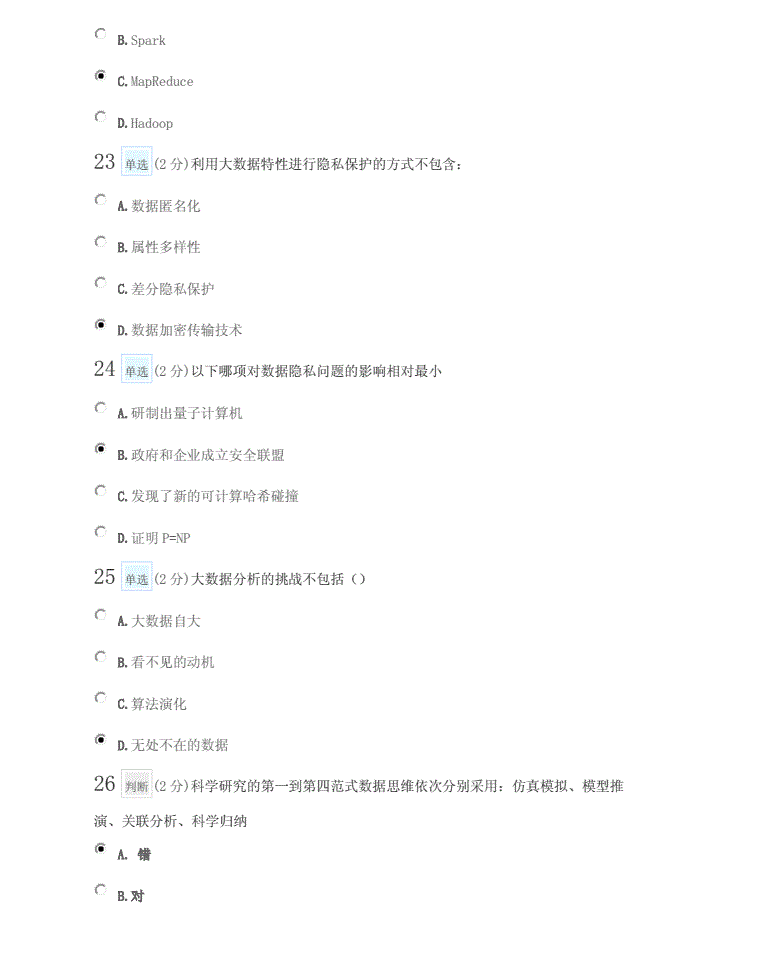 B.Spark
C.MapReduce
D.Hadoop
23 单选 (2 分)利用大数据特性进行隐私保护的方式不包含：
A.数据匿名化
B.属性多样性
C.差分隐私保护
D.数据加密传输技术
24 单选 (2 分)以下哪项对数据隐私问题的影响相对最小
A.研制出量子计算机
B.政府和企业成立安全联盟
C.发现了新的可计算哈希碰撞
D.证明 P=NP
25 单选 (2 分)大数据分析的挑战不包括（）
A.大数据自大
B.看不见的动机
C.算法演化
D.无处不在的数据
26 判断 (2 分)科学研究的第一到第四范式数据思维依次分别采用：仿真模拟、模型推
演、关联分析、科学归纳
A. 错
B.对